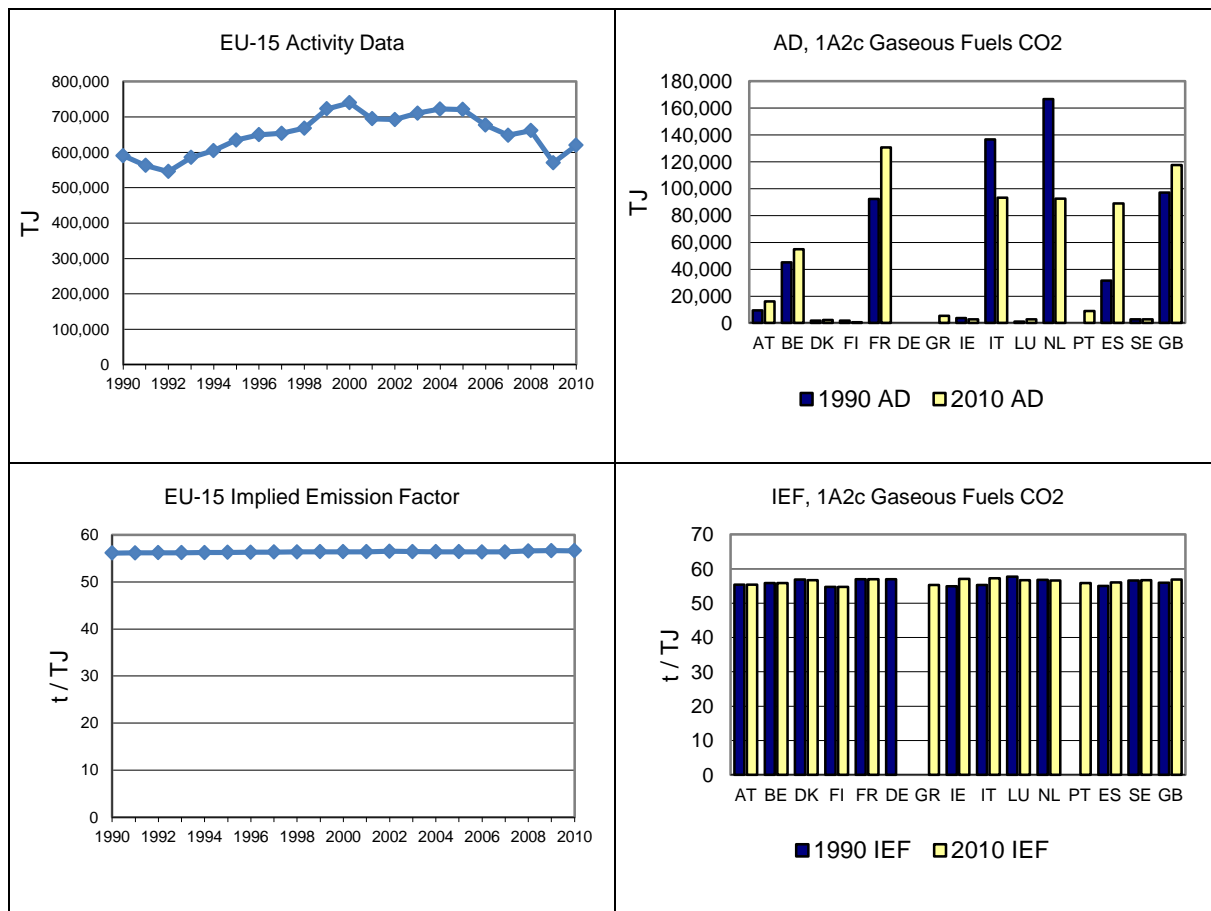 EU-15 Activity Data
800,000
700,000
600,000
500,000
400,000
300,000
200,000
100,000
0
TJ
1990 1992 1994 1996 1998 2000 2002 2004 2006 2008 2010
AD, 1A2c Gaseous Fuels CO2
180,000
160,000
140,000
120,000
100,000
80,000
60,000
40,000
20,000
0
TJ
AT BE DK FI FR DE GR IE IT LU NL PT ES SE GB
1990 AD 2010 AD
EU-15 Implied Emission Factor
60
50
40
30
20
10
0
t / TJ
1990 1992 1994 1996 1998 2000 2002 2004 2006 2008 2010
IEF, 1A2c Gaseous Fuels CO2
70
60
50
40
30
20
10
0
t / TJ
AT BE DK FI FR DE GR IE IT LU NL PT ES SE GB
1990 IEF 2010 IEF